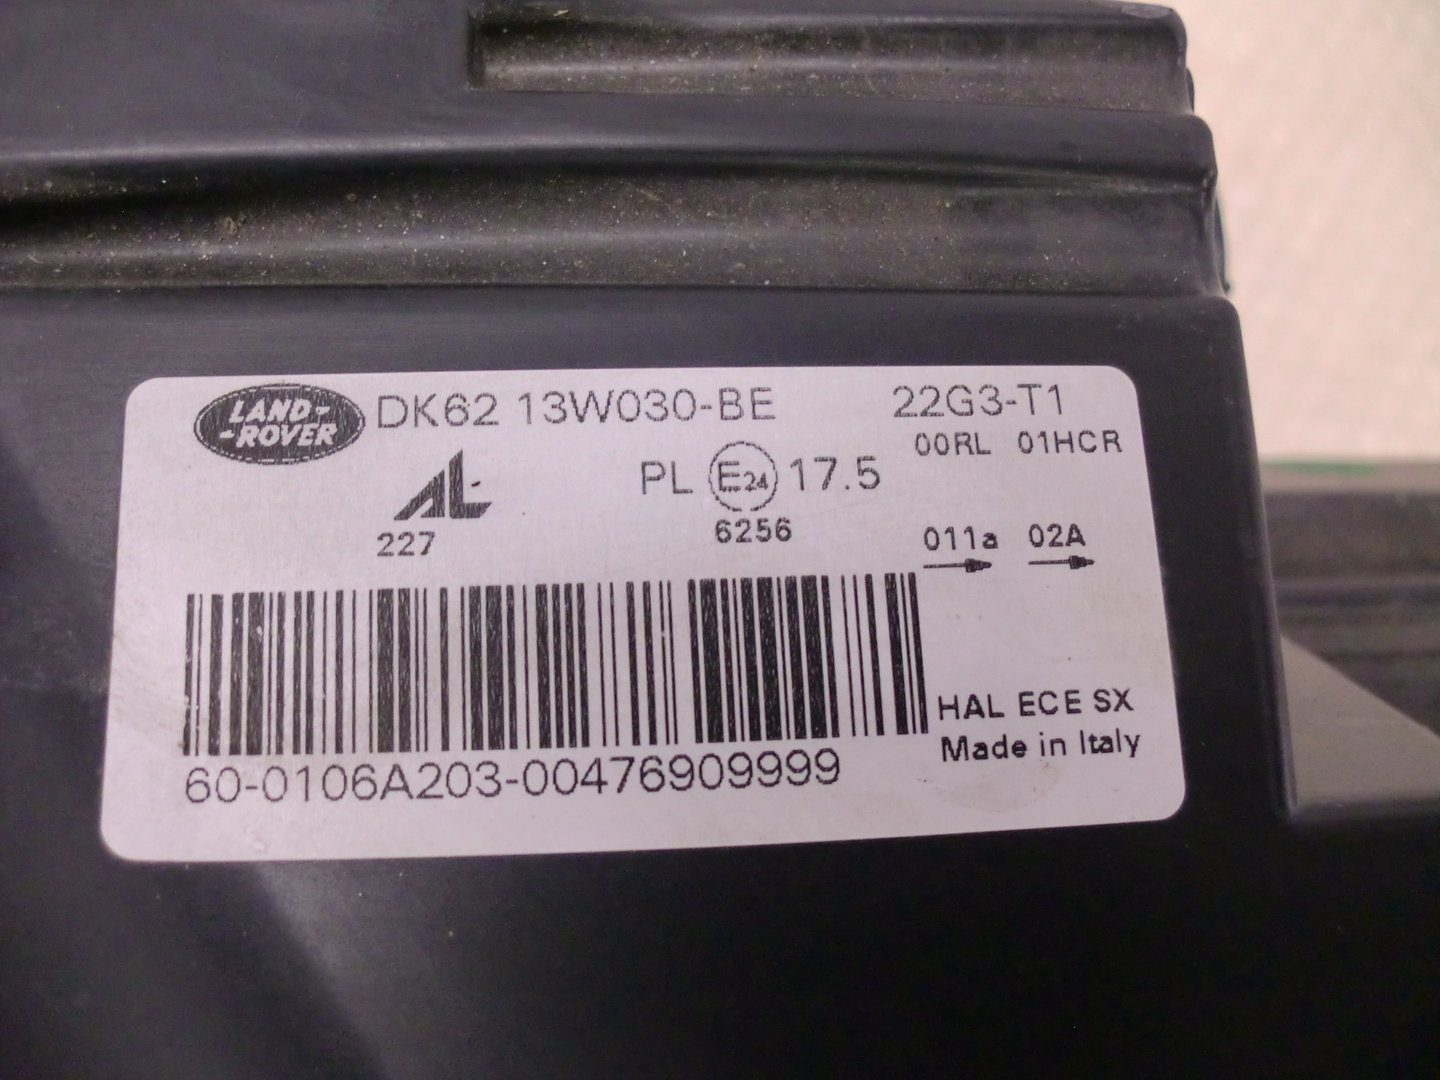 LAND-
-ROVER
DK62 13W030-BE 22G3-T1
00RL 01HCR
AL
PL E24 17.5
227
6256
011a 02A
HAL ECE SX
Made in Italy
60-0106A203-00476909999